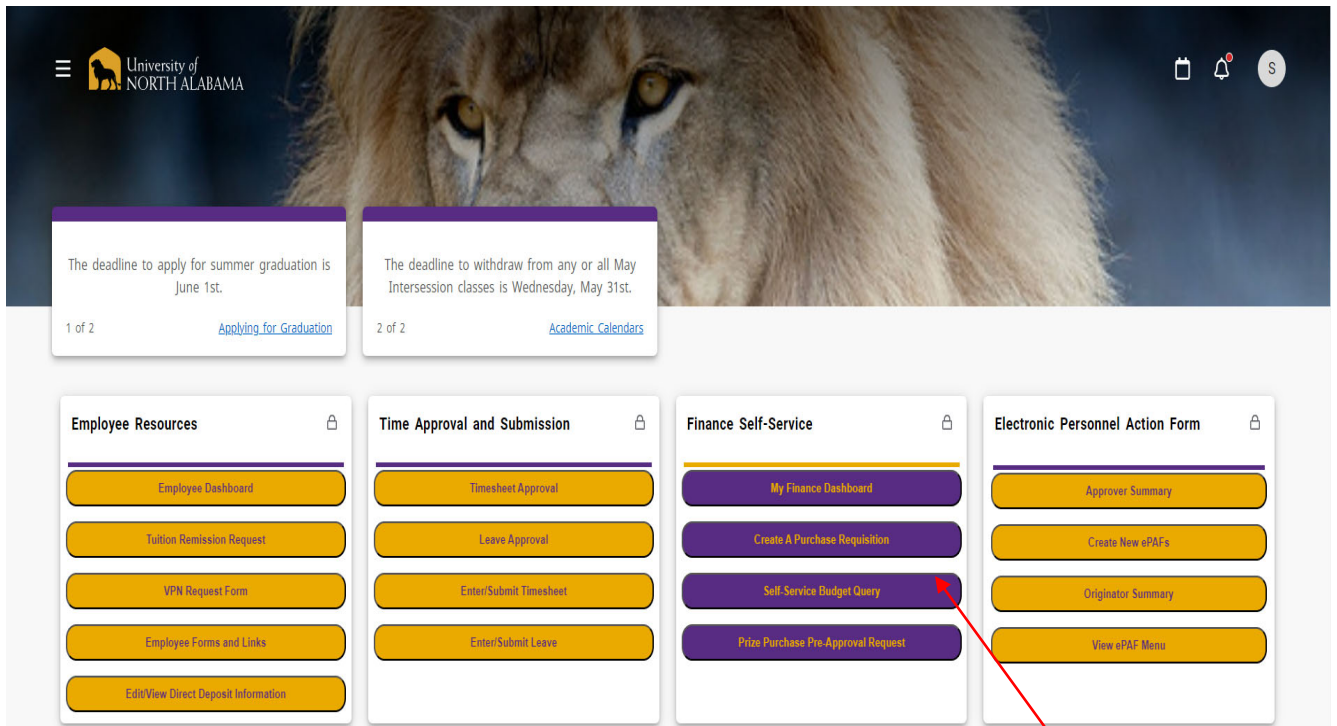 University of
NORTH ALABAMA
S
The deadline to apply for summer graduation is
June 1st.
1 of 2
Applying for Graduation
The deadline to withdraw from any or all May
Intersession classes is Wednesday, May 31st.
2 of 2
Academic Calendars
Employee Resources
Employee Dashboard
Tuition Remission Request
VPN Request Form
Employee Forms and Links
Edit/View Direct Deposit Information
Time Approval and Submission
Timesheet Approval
Leave Approval
Enter/Submit Timesheet
Enter/Submit Leave
Finance Self-Service
My Finance Dashboard
Create A Purchase Requisition
Self-Service Budget Query
Prize Purchase Pre-Approval Request
Electronic Personnel Action Form
Approver Summary
Create New ePAFs
Originator Summary
View ePAF Menu